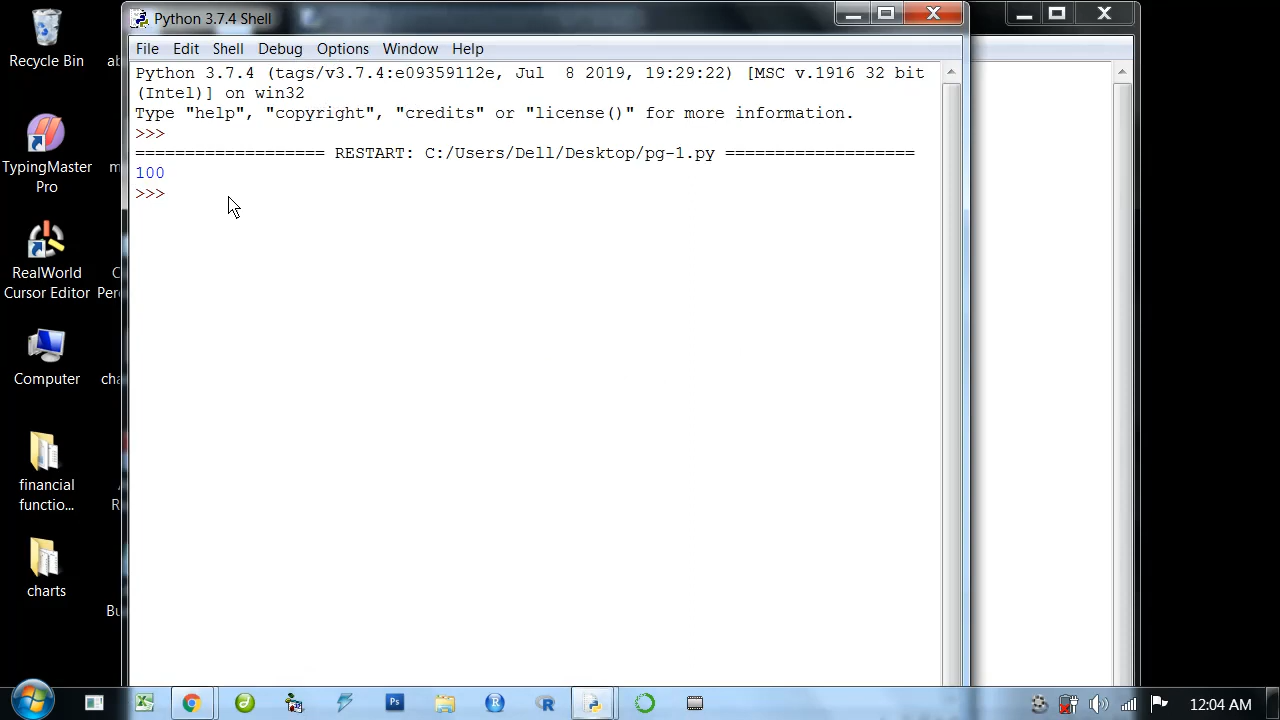 Python 3.7.4 Shell
File Edit Shell Debug Options Window Help
Python 3.7.4 (tags/v3.7.4:e09359112e, Jul  8 2019, 19:29:22) [MSC v.1916 32 bit
(Intel)] on win32
Type "help", "copyright", "credits" or "license()" for more information.
>>>
=================== RESTART: C:/Users/Dell/Desktop/pg-1.py ===================
100
>>>
Recycle Bin
TypingMaster
Pro
RealWorld
Cursor Editor
Computer
financial
functio...
charts
Ps
R
R
12:04 AM